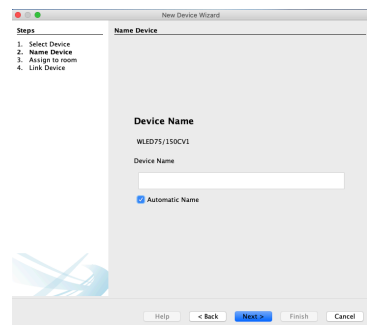 New Device Wizard
Steps
1. Select Device
2. Name Device
3. Assign to room
4. Link Device
Name Device
Device Name
WLED75/150CV1
Device Name
Automatic Name
Help
< Back
Next >
Finish
Cancel